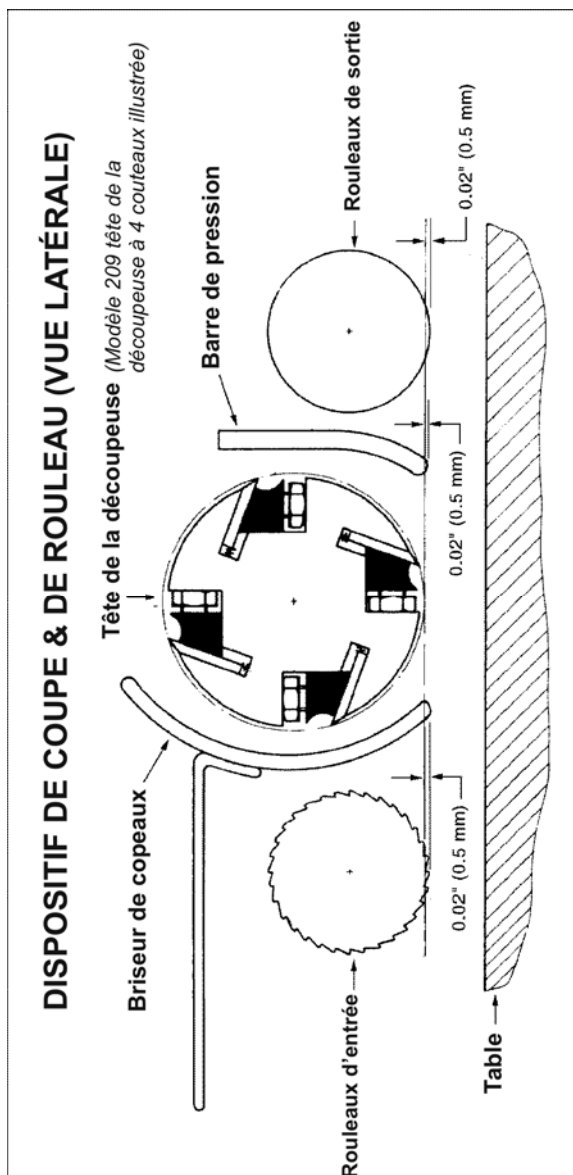 DISPOSITIF DE COUPE & DE ROULEAU (VUE LATÉRALE)
Tête de la découpeuse (Modèle 209 tête de la
découpeuse à 4 couteaux illustrée)
Briseur de copeaux
Barre de pression
Rouleaux d'entrée
Rouleaux de sortie
0.02" (0.5 mm)
0.02" (0.5 mm)
0.02" (0.5 mm)
Table